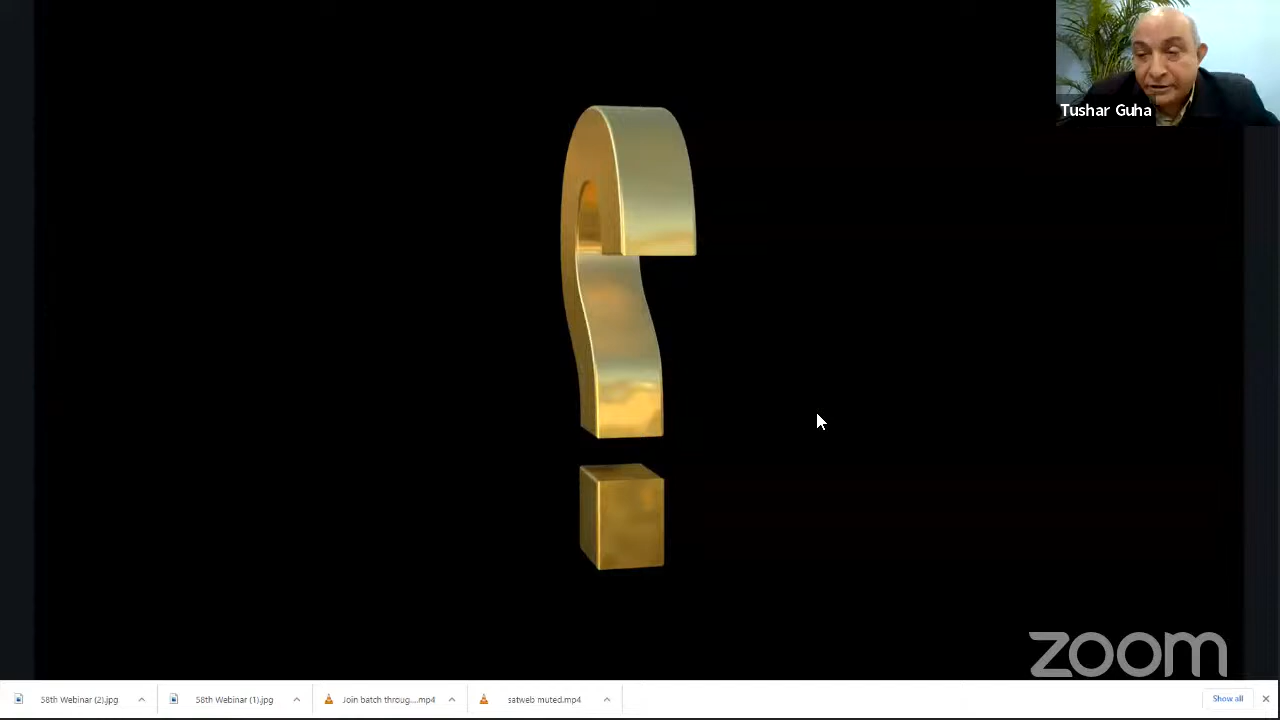 Tushar Guha
?
zoom
58th Webinar (2).jpg
58th Webinar (1).jpg
Join batch throug....mp4
satweb muted.mp4
Show all